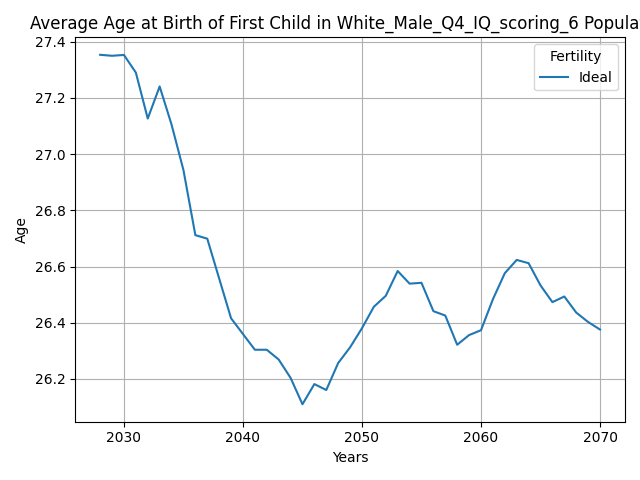 Average Age at Birth of First Child in White_Male_Q4_IQ_scoring_6 Popula
27.4
27.2
27.0
26.8
26.6
26.4
26.2
Age
Fertility
Ideal
2030 2040 2050 2060 2070
Years